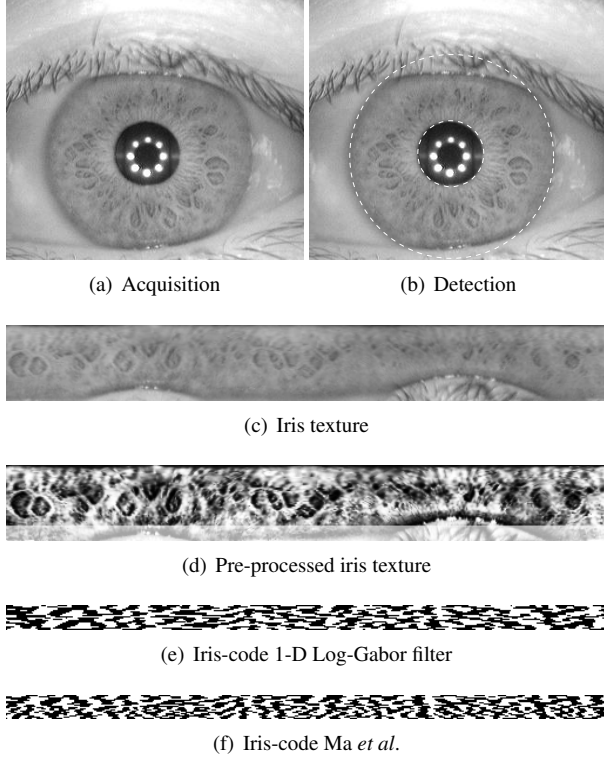 (a) Acquisition
(b) Detection
(c) Iris texture
(d) Pre-processed iris texture
(e) Iris-code 1-D Log-Gabor filter
(f) Iris-code Ma et al.